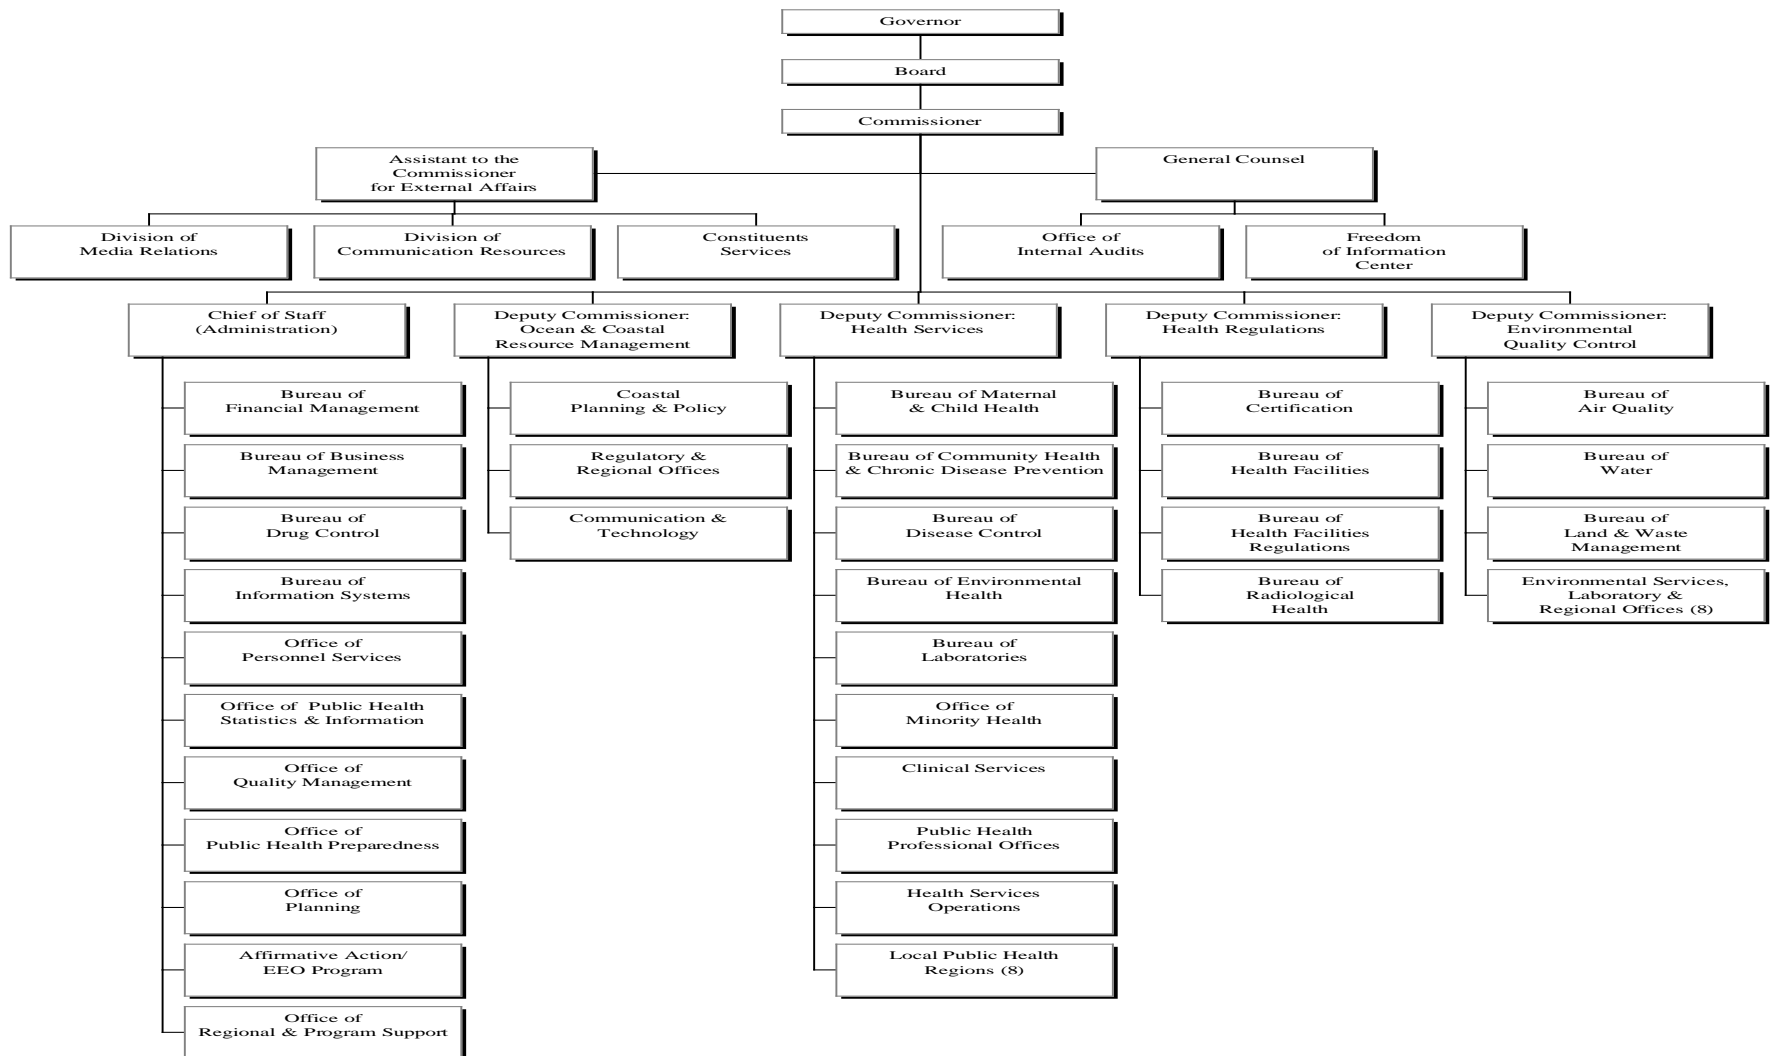 Governor
Board
Commissioner
Assistant to the
Commissioner
for External Affairs
General Counsel
Division of
Media Relations
Division of
Communication Resources
Constituents
Services
Office of
Internal Audits
Freedom
of Information
Center
Chief of Staff
(Administration)
Deputy Commissioner:
Ocean & Coastal
Resource Management
Deputy Commissioner:
Health Services
Deputy Commissioner:
Health Regulations
Deputy Commissioner:
Environmental
Quality Control
Bureau of
Financial Management
Bureau of Business
Management
Bureau of
Drug Control
Bureau of
Information Systems
Office of
Personnel Services
Office of Public Health
Statistics & Information
Office of
Quality Management
Office of
Public Health Preparedness
Office of
Planning
Affirmative Action/
EEO Program
Office of
Regional & Program Support
Coastal
Planning & Policy
Regulatory &
Regional Offices
Communication &
Technology
Bureau of Maternal
& Child Health
Bureau of Community Health
& Chronic Disease Prevention
Bureau of
Disease Control
Bureau of Environmental
Health
Bureau of
Laboratories
Office of
Minority Health
Clinical Services
Public Health
Professional Offices
Health Services
Operations
Local Public Health
Regions (8)
Bureau of
Certification
Bureau of
Health Facilities
Bureau of
Health Facilities
Regulations
Bureau of
Radiological
Health
Bureau of
Air Quality
Bureau of
Water
Bureau of
Land & Waste
Management
Environmental Services,
Laboratory &
Regional Offices (8)